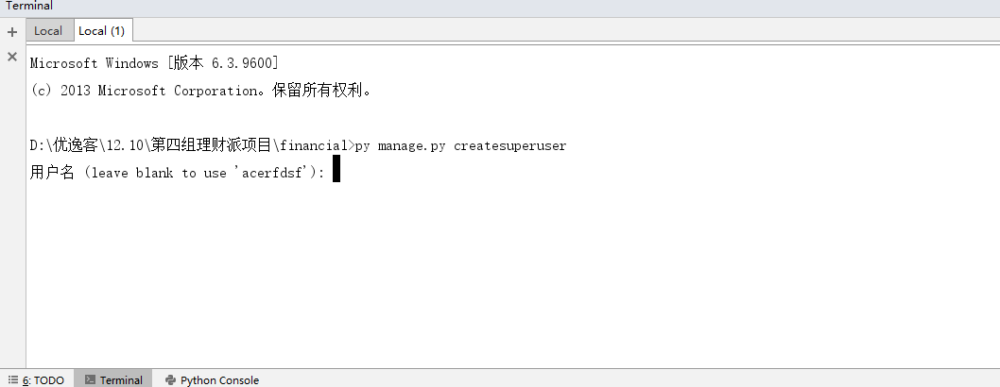 Terminal
Local
Local (1)
Microsoft Windows [版本 6.3.9600]
(c) 2013 Microsoft Corporation。保留所有权利。
D:\优逸客\12.10\第四组理财派项目\financial>py manage.py createsuperuser
用户名 (leave blank to use 'acerfdsf'):
6: TODO
Terminal
Python Console